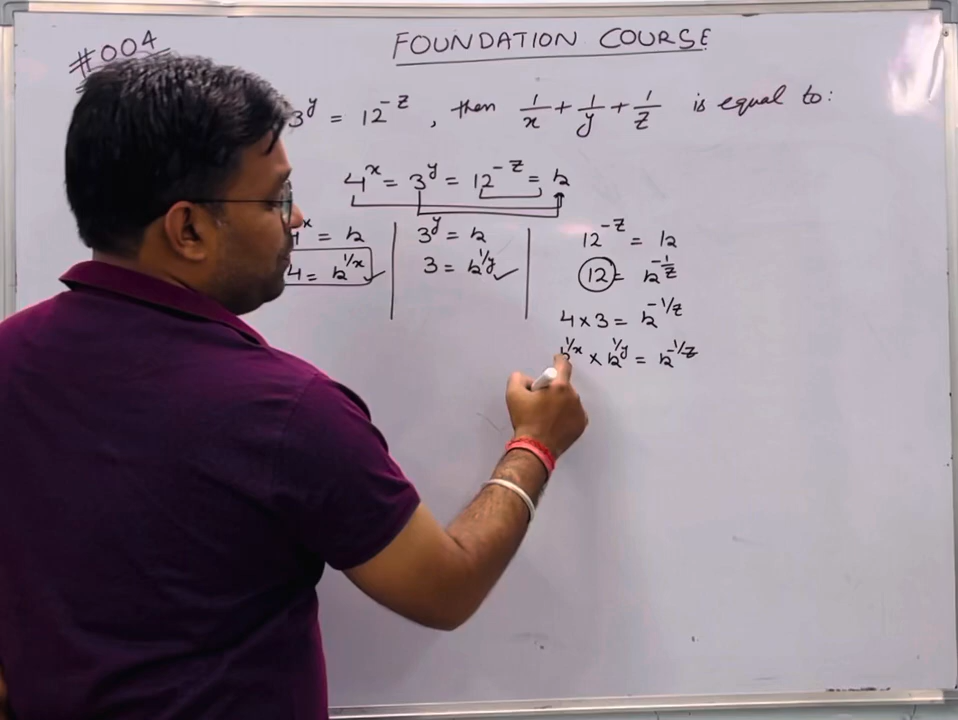 #004
FOUNDATION COURSE
3^y = 12^-z , then 1/x + 1/y + 1/z is equal to:
4^x = 3^y = 12^-z = k
4^x = k
4 = k^1/x ✓
3^y = k
3 = k^1/y ✓
12^-z = k
12 = k^-1/z
4 × 3 = k^-1/z
k^1/x × k^1/y = k^-1/z